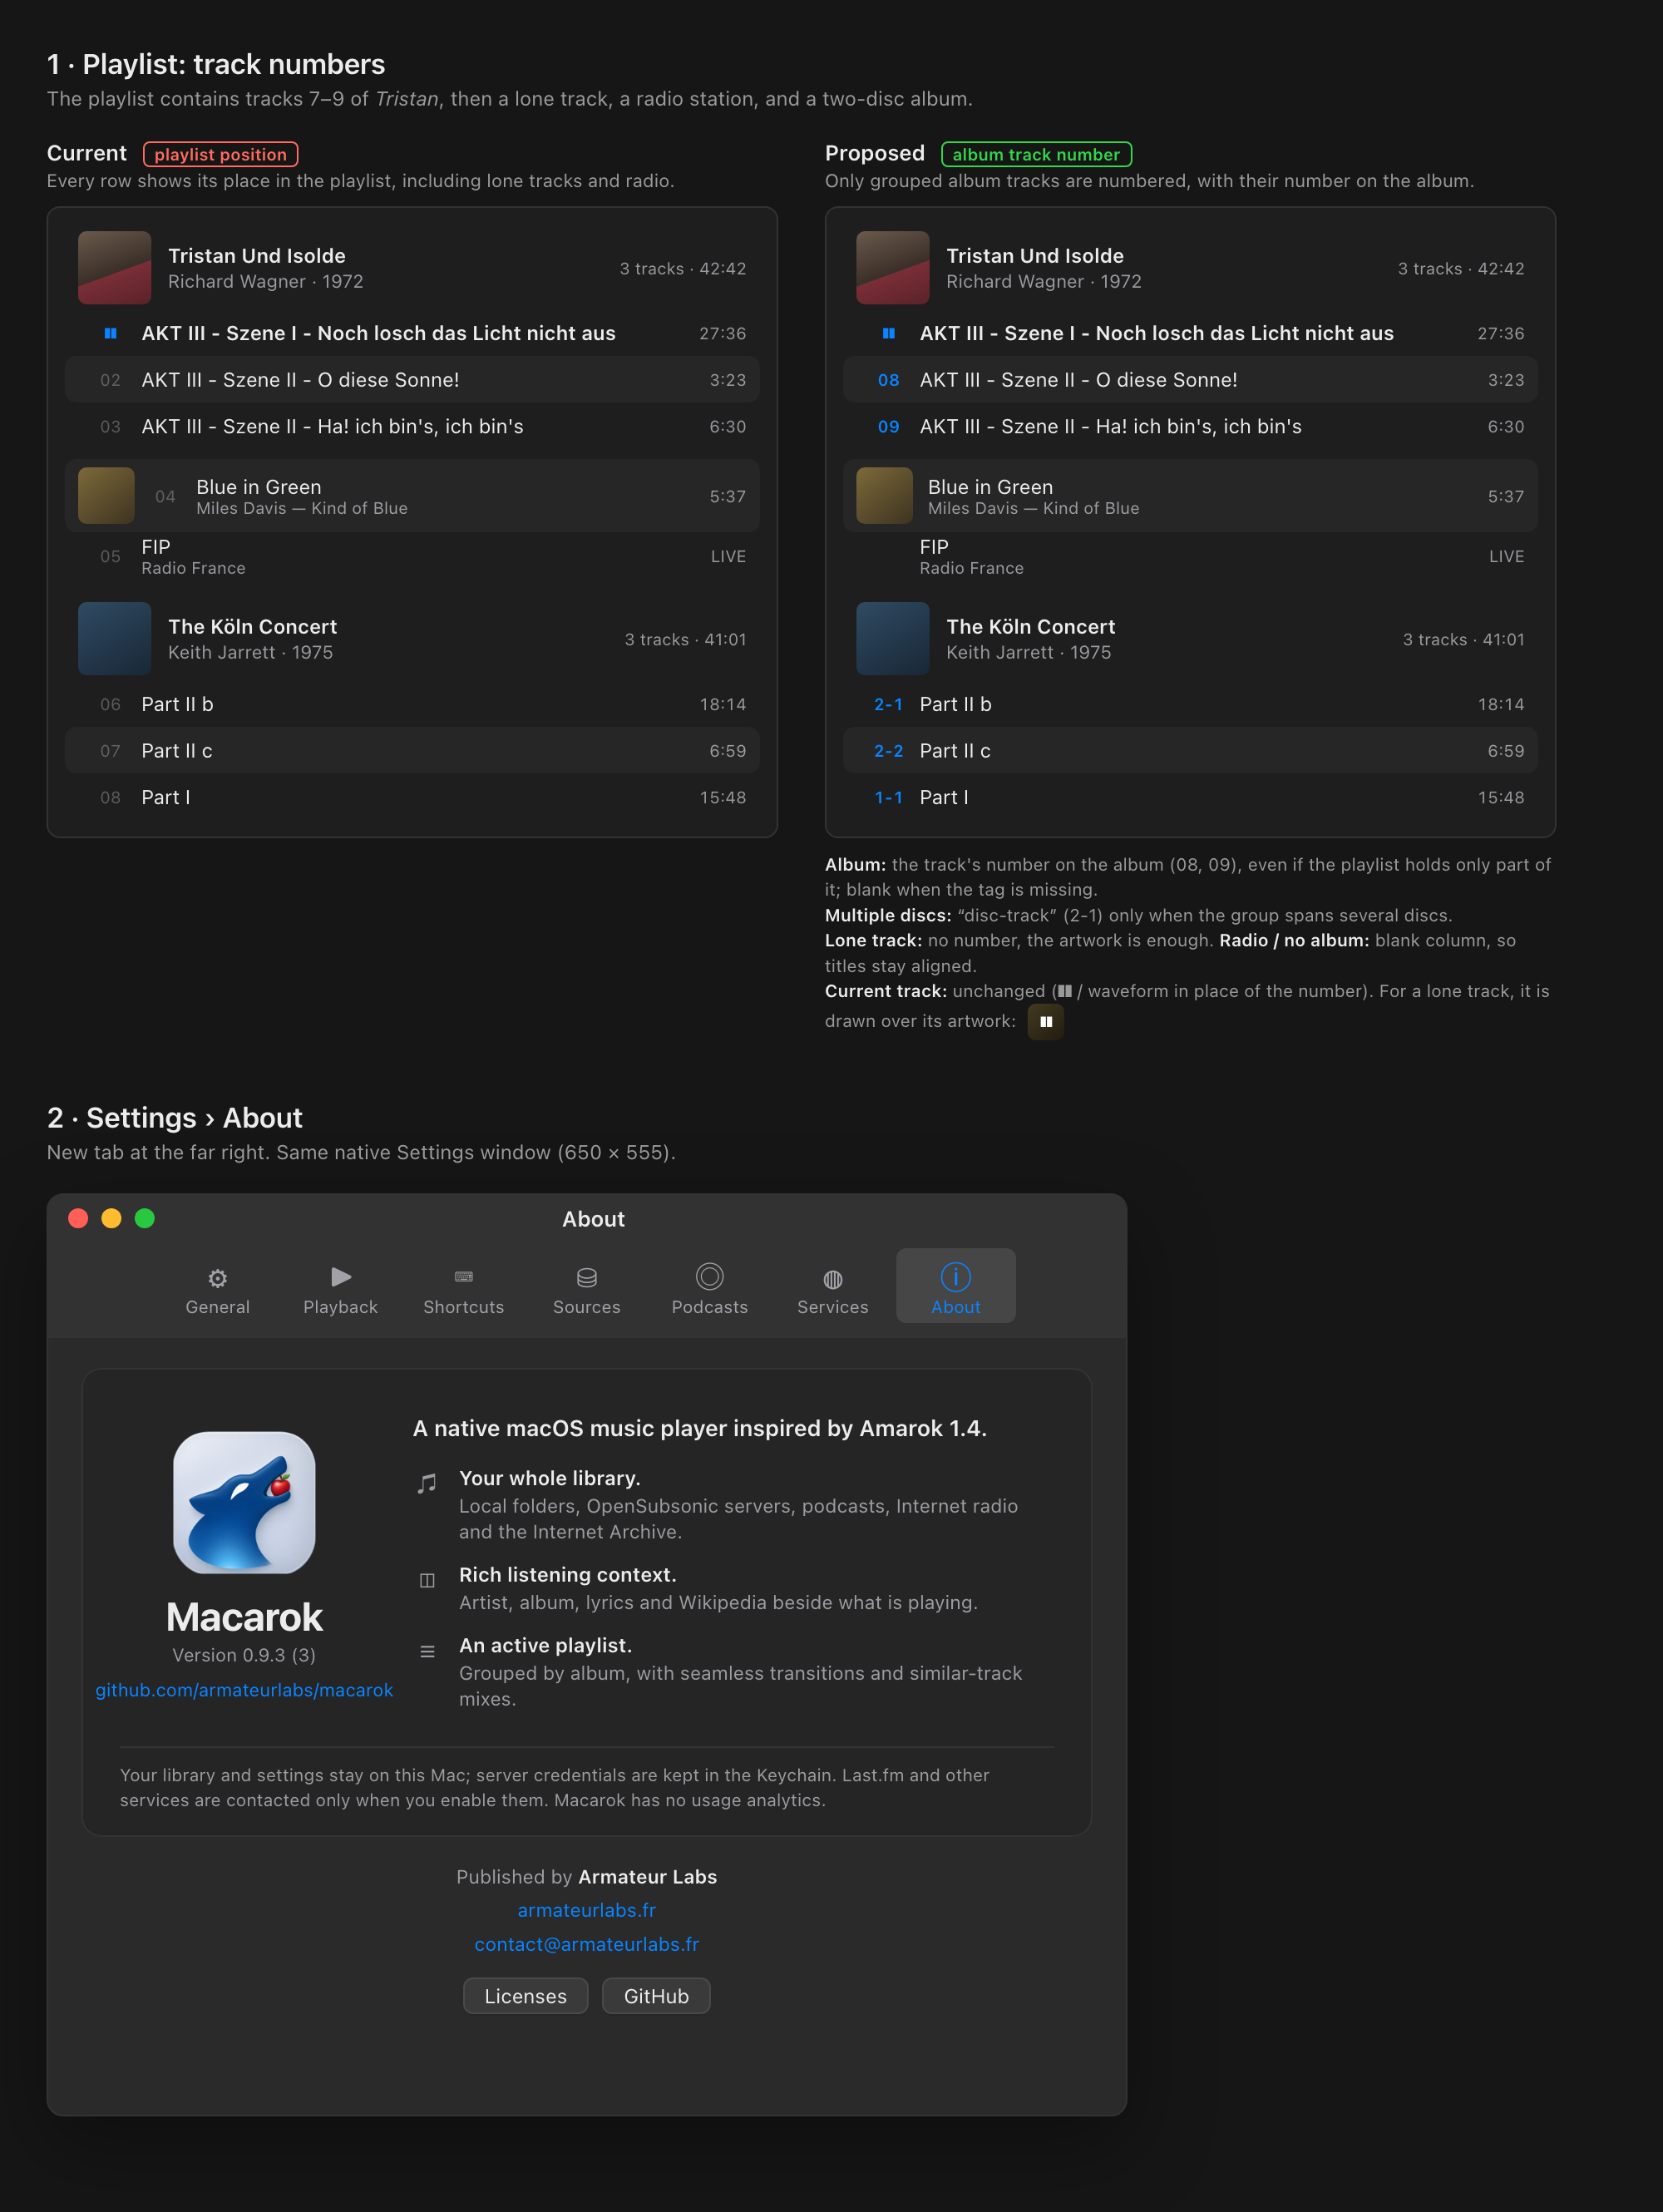 1 · Playlist: track numbers
The playlist contains tracks 7–9 of Tristan, then a lone track, a radio station, and a two-disc album.
Current playlist position
Every row shows its place in the playlist, including lone tracks and radio.
Tristan Und Isolde
Richard Wagner · 1972
3 tracks · 42:42
AKT III - Szene I - Noch losch das Licht nicht aus 27:36
02 AKT III - Szene II - O diese Sonne! 3:23
03 AKT III - Szene II - Ha! ich bin's, ich bin's 6:30
04 Blue in Green 5:37
Miles Davis — Kind of Blue
05 FIP LIVE
Radio France
The Köln Concert
Keith Jarrett · 1975
3 tracks · 41:01
06 Part II b 18:14
07 Part II c 6:59
08 Part I 15:48
Proposed album track number
Only grouped album tracks are numbered, with their number on the album.
Tristan Und Isolde
Richard Wagner · 1972
3 tracks · 42:42
AKT III - Szene I - Noch losch das Licht nicht aus 27:36
08 AKT III - Szene II - O diese Sonne! 3:23
09 AKT III - Szene II - Ha! ich bin's, ich bin's 6:30
Blue in Green 5:37
Miles Davis — Kind of Blue
FIP LIVE
Radio France
The Köln Concert
Keith Jarrett · 1975
3 tracks · 41:01
2-1 Part II b 18:14
2-2 Part II c 6:59
1-1 Part I 15:48
Album: the track's number on the album (08, 09), even if the playlist holds only part of
it; blank when the tag is missing.
Multiple discs: “disc-track” (2-1) only when the group spans several discs.
Lone track: no number, the artwork is enough. Radio / no album: blank column, so
titles stay aligned.
Current track: unchanged ( / waveform in place of the number). For a lone track, it is
drawn over its artwork:
2 · Settings › About
New tab at the far right. Same native Settings window (650 × 555).
About
General Playback Shortcuts Sources Podcasts Services About
Macarok
Version 0.9.3 (3)
github.com/armateurlabs/macarok
A native macOS music player inspired by Amarok 1.4.
Your whole library.
Local folders, OpenSubsonic servers, podcasts, Internet radio
and the Internet Archive.
Rich listening context.
Artist, album, lyrics and Wikipedia beside what is playing.
An active playlist.
Grouped by album, with seamless transitions and similar-track
mixes.
Your library and settings stay on this Mac; server credentials are kept in the Keychain. Last.fm and other
services are contacted only when you enable them. Macarok has no usage analytics.
Published by Armateur Labs
armateurlabs.fr
contact@armateurlabs.fr
Licenses GitHub